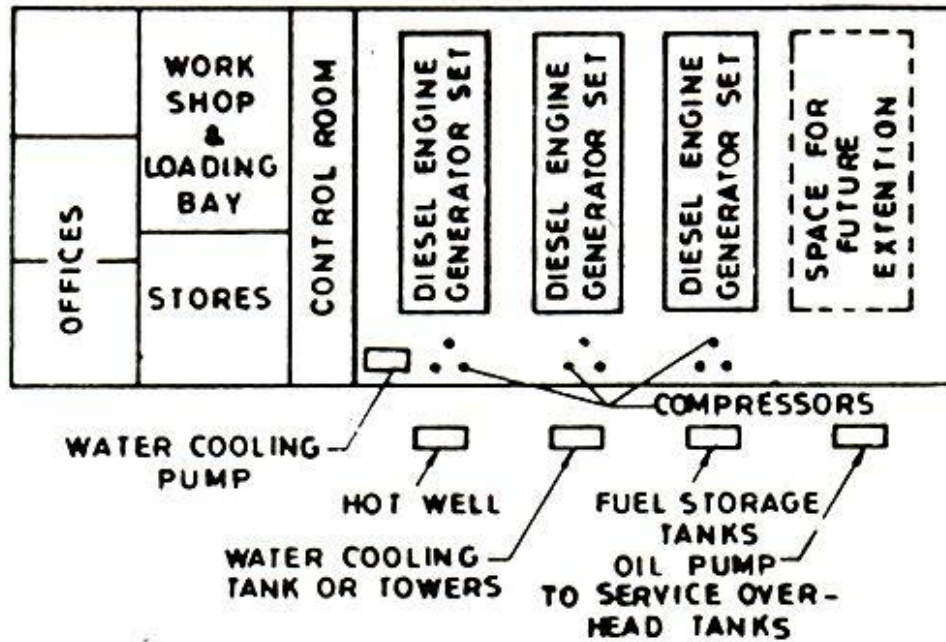 OFFICES
WORK
SHOP
&
LOADING
BAY
STORES
CONTROL ROOM
DIESEL ENGINE
GENERATOR SET
DIESEL ENGINE
GENERATOR SET
DIESEL ENGINE
GENERATOR SET
SPACE FOR
FUTURE
EXTENTION
COMPRESSORS
WATER COOLING
PUMP
HOT WELL
WATER COOLING
TANK OR TOWERS
FUEL STORAGE
TANKS
OIL PUMP
TO SERVICE OVER-
HEAD TANKS